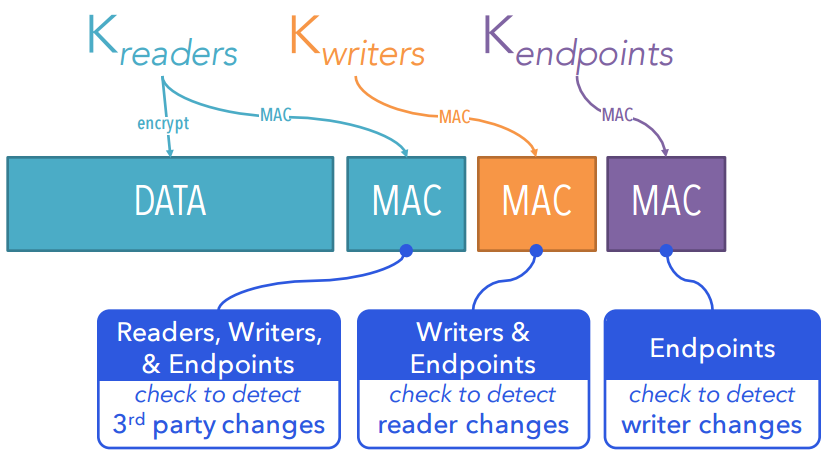 Kreaders Kwriters Kendpoints
encrypt MAC MAC MAC
DATA MAC MAC MAC
Readers, Writers,
& Endpoints
check to detect
3rd party changes
Writers &
Endpoints
check to detect
reader changes
Endpoints
check to detect
writer changes